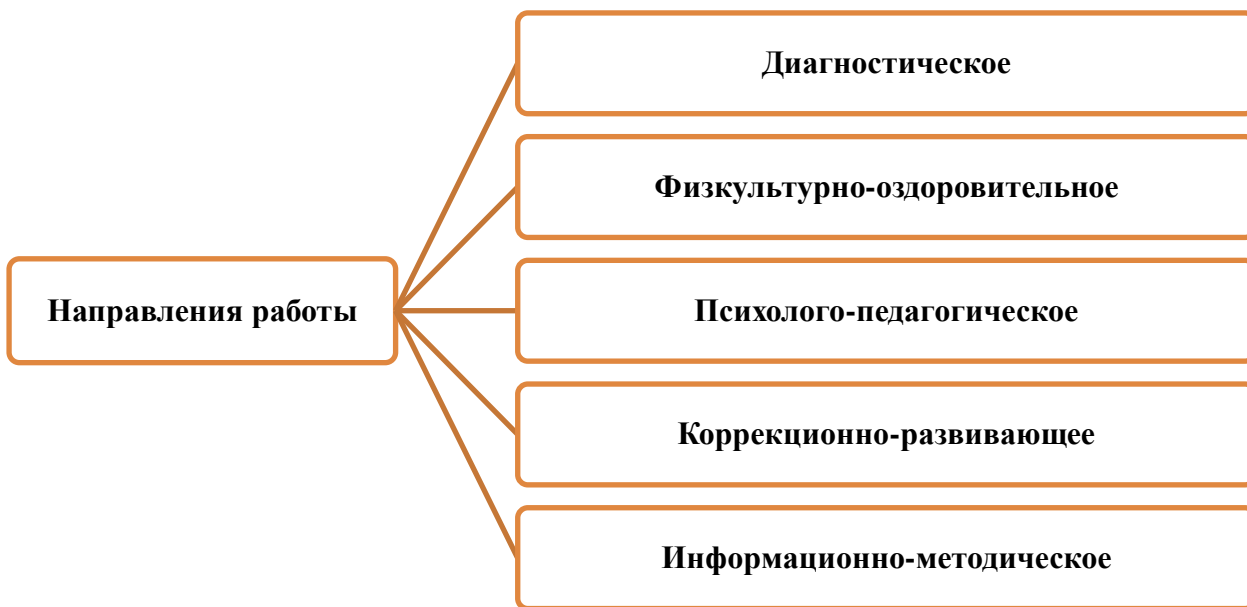 Направления работы
Диагностическое
Физкультурно-оздоровительное
Психолого-педагогическое
Коррекционно-развивающее
Информационно-методическое